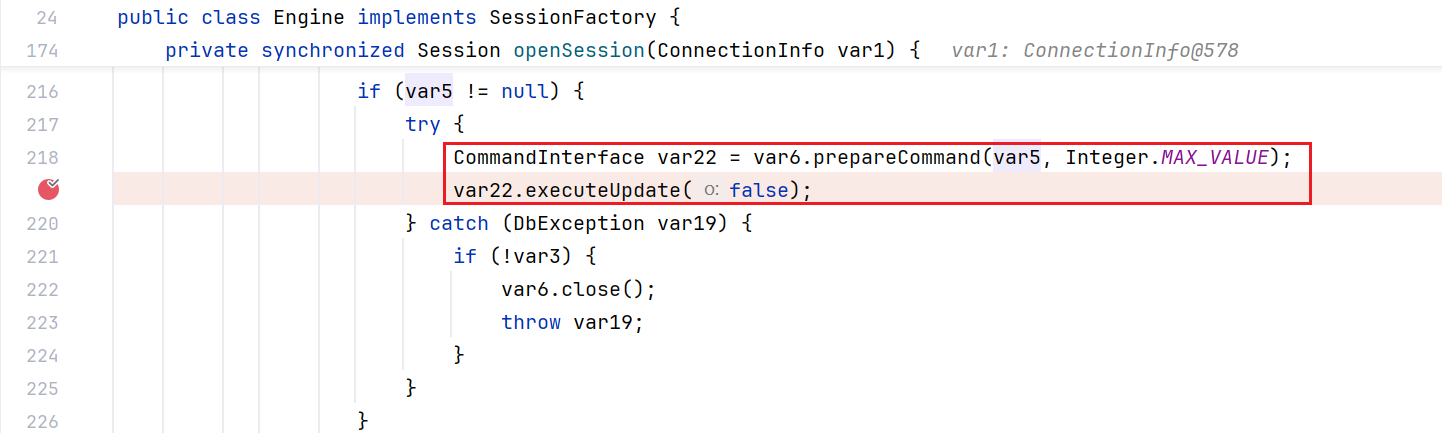 24 public class Engine implements SessionFactory {
174 private synchronized Session openSession(ConnectionInfo var1) { var1: ConnectionInfo@578
216 if (var5 != null) {
217 try {
218 CommandInterface var22 = var6.prepareCommand(var5, Integer.MAX_VALUE);
var22.executeUpdate( o: false);
220 } catch (DbException var19) {
221 if (!var3) {
222 var6.close();
223 throw var19;
224 }
225 }
226 }